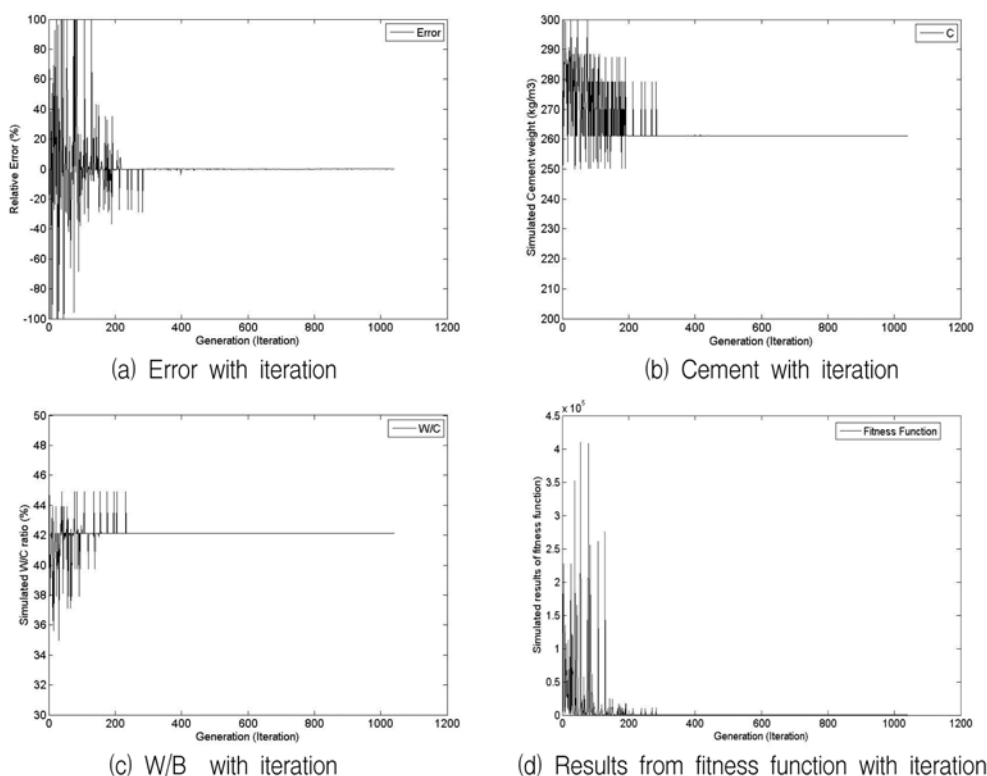 100
80
60
40
20
0
-20
-40
-60
-80
-100
Relative Error (%)
Error
0 200 400 600 800 1000 1200
Generation (Iteration)
(a) Error with iteration
300
290
280
270
260
250
240
230
220
210
200
Simulated Cement weight (kg/m3)
C
0 200 400 600 800 1000 1200
Generation (Iteration)
(b) Cement with iteration
50
48
46
44
42
40
38
36
34
32
30
Simulated W/C ratio (%)
W/C
0 200 400 600 800 1000 1200
Generation (Iteration)
(c) W/B with iteration
x 10^5
4.5
4
3.5
3
2.5
2
1.5
1
0.5
0
Simulated results of fitness function)
Fitness Function
0 200 400 600 800 1000 1200
Generation (Iteration)
(d) Results from fitness function with iteration